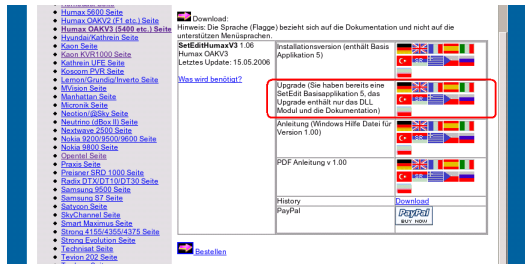 Humax 5600 Seite
Humax OAKV2 (F1 etc.) Seite
Humax OAKV3 (5400 etc.) Seite
Hyundai/Kathrein Seite
Kaon Seite
Kaon KVR1000 Seite
Kathrein UFE Seite
Koscom PVR Seite
Lemon/Grundig/Inverto Seite
MVision Seite
Manhattan Seite
Micronik Seite
Neotion/@Sky Seite
Neutrino (dBox II) Seite
Nextwave 2500 Seite
Nokia 9200/9500/9600 Seite
Nokia 9800 Seite
Opentel Seite
Praxis Seite
Preisner SRD 1000 Seite
Radix DTX/DT10/DT30 Seite
Samsung 9500 Seite
Samsung S7 Seite
Satycon Seite
SkyChannel Seite
Smart Maximus Seite
Strong 4155/4355/4375 Seite
Strong Evolution Seite
Technisat Seite
Tevion 202 Seite
Download:
Hinweis: Die Sprache (Flagge) bezieht sich auf die Dokumentation und nicht auf die
unterstützen Menüsprachen.
SetEditHumaxV3 1.06
Humax OAKV3
Letztes Update: 15.05.2006
Was wird benötigt?
Installationsversion (enthält Basis
Applikation 5)
Upgrade (Sie haben bereits eine
SetEdit Basisapplikation 5, das
Upgrade enthält nur das DLL
Modul und die Dokumentation)
Anleitung (Windows Hilfe Datei für
Version 1.00)
PDF Anleitung v 1.00
History
Download
PayPal
PayPal
BUY NOW
Bestellen